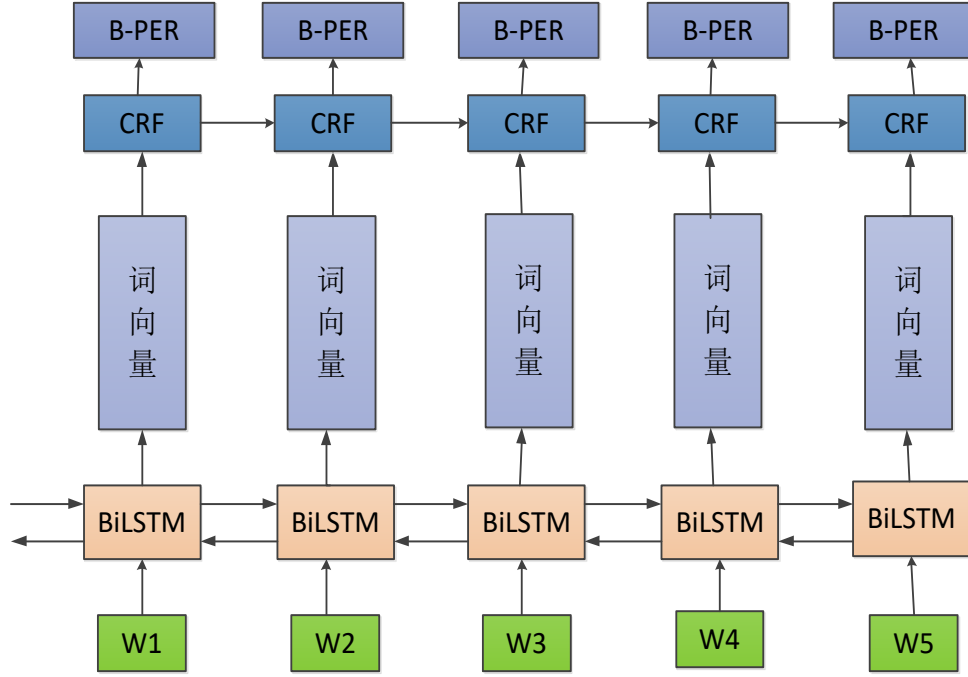 B-PER B-PER B-PER B-PER B-PER
CRF CRF CRF CRF CRF
词向量 词向量 词向量 词向量 词向量
BiLSTM BiLSTM BiLSTM BiLSTM BiLSTM
W1 W2 W3 W4 W5